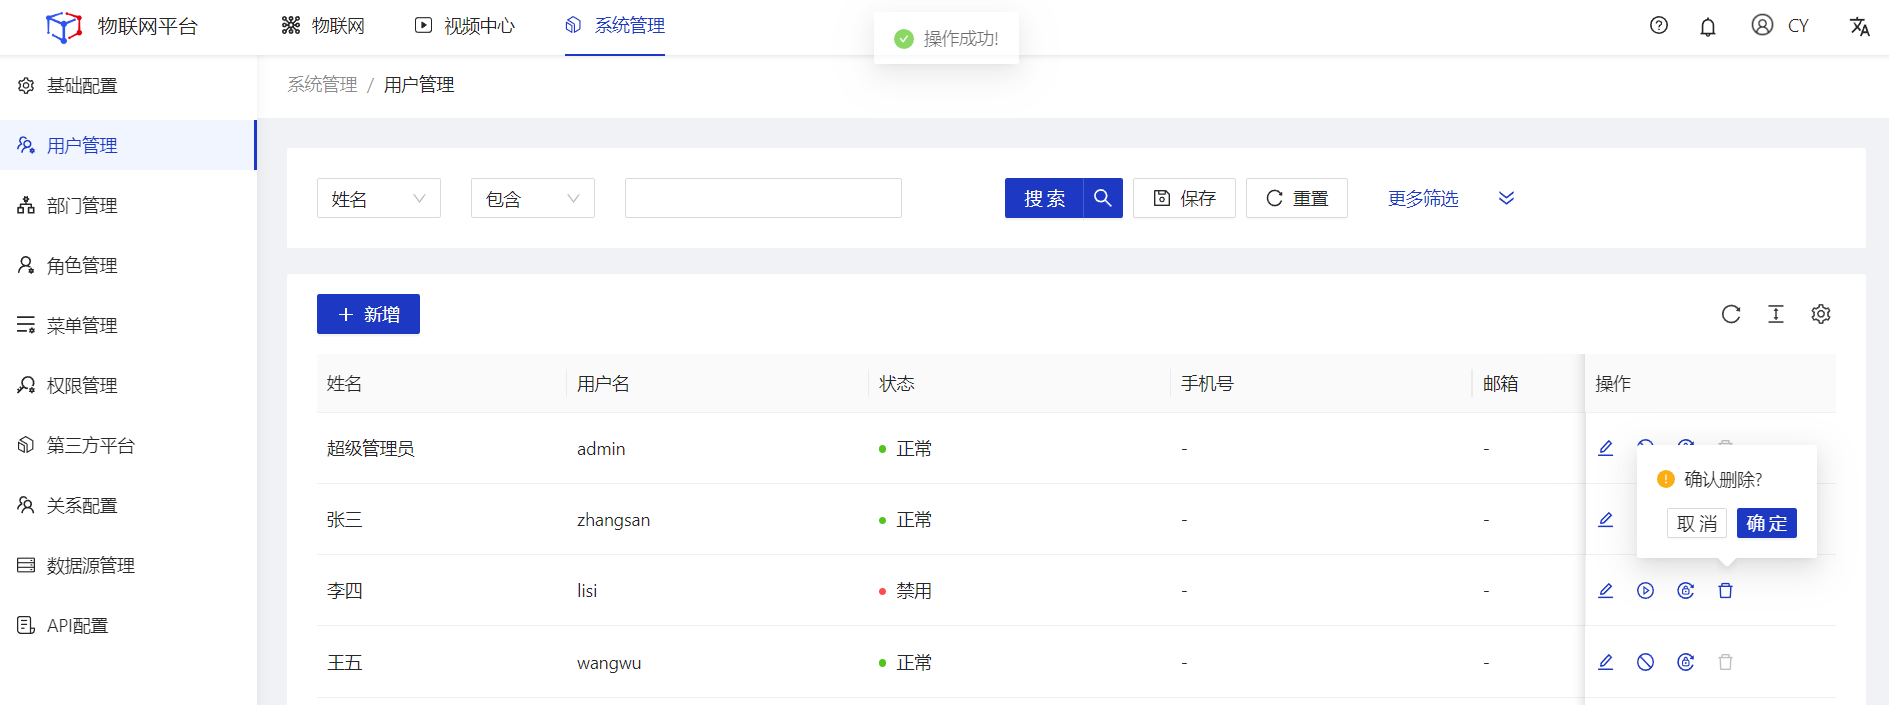 物联网平台
物联网
视频中心
系统管理
操作成功!
CY
基础配置
用户管理
部门管理
角色管理
菜单管理
权限管理
第三方平台
关系配置
数据源管理
API配置
系统管理 / 用户管理
姓名 包含 搜索 保存 重置 更多筛选
新增
姓名 用户名 状态 手机号 邮箱 操作
超级管理员 admin 正常 - -
张三 zhangsan 正常 - -
李四 lisi 禁用 - -
王五 wangwu 正常 - -
确认删除?
取消 确定